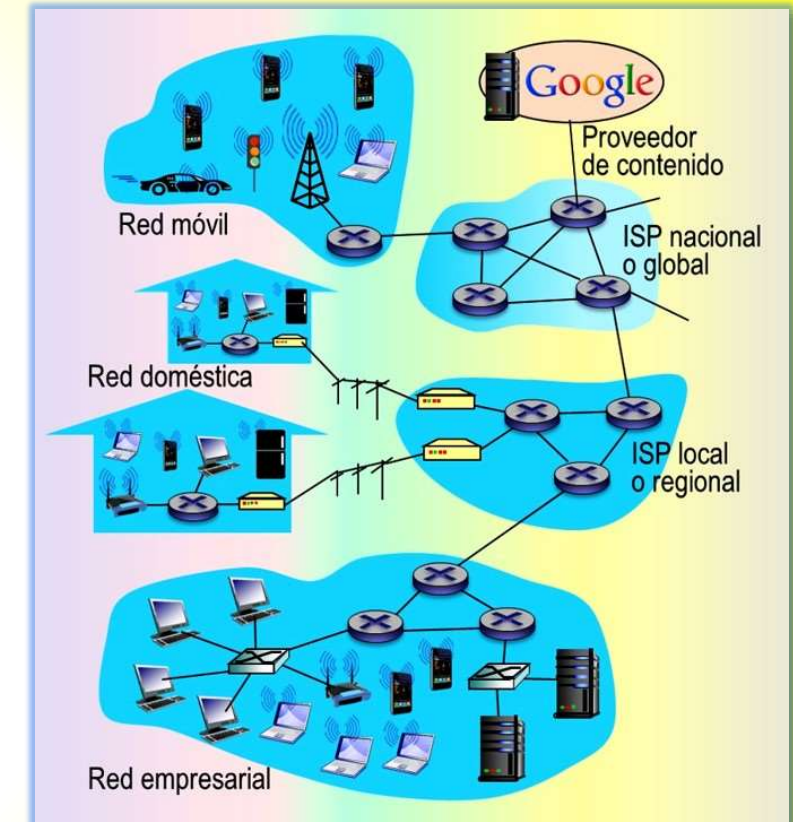 Google
Proveedor
de contenido
Red móvil
ISP nacional
o global
Red doméstica
ISP local
o regional
Red empresarial